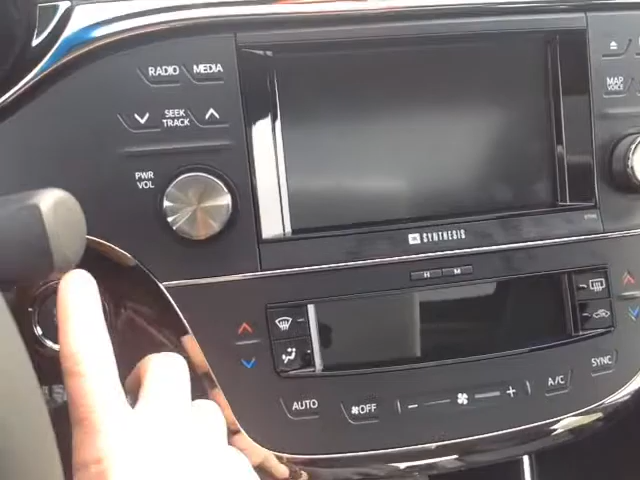 RADIO MEDIA
SEEK
TRACK
PWR
VOL
MAP
VOICE
SYNTHESIS
H M
AUTO
OFF
A/C
SYNC